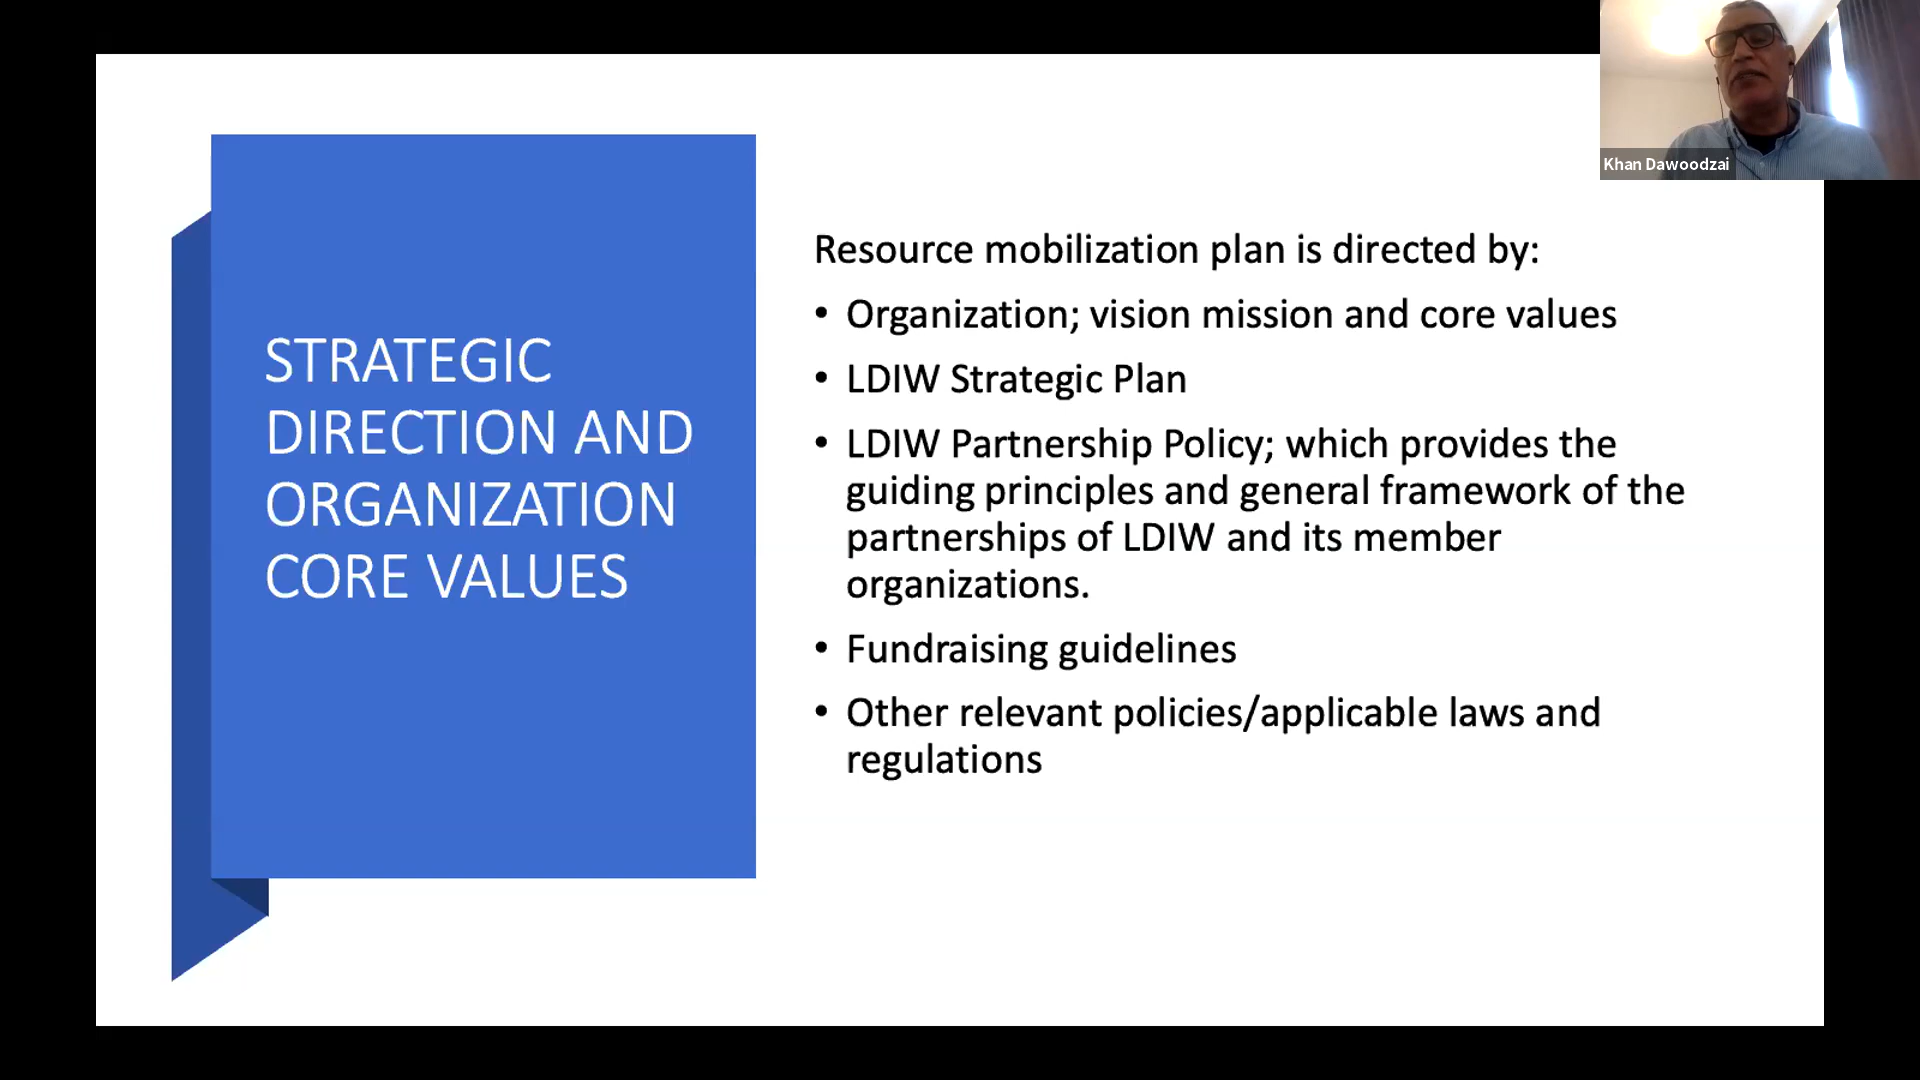 Khan Dawoodzai
STRATEGIC
DIRECTION AND
ORGANIZATION
CORE VALUES
Resource mobilization plan is directed by:
• Organization; vision mission and core values
• LDIW Strategic Plan
• LDIW Partnership Policy; which provides the
guiding principles and general framework of the
partnerships of LDIW and its member
organizations.
• Fundraising guidelines
• Other relevant policies/applicable laws and
regulations